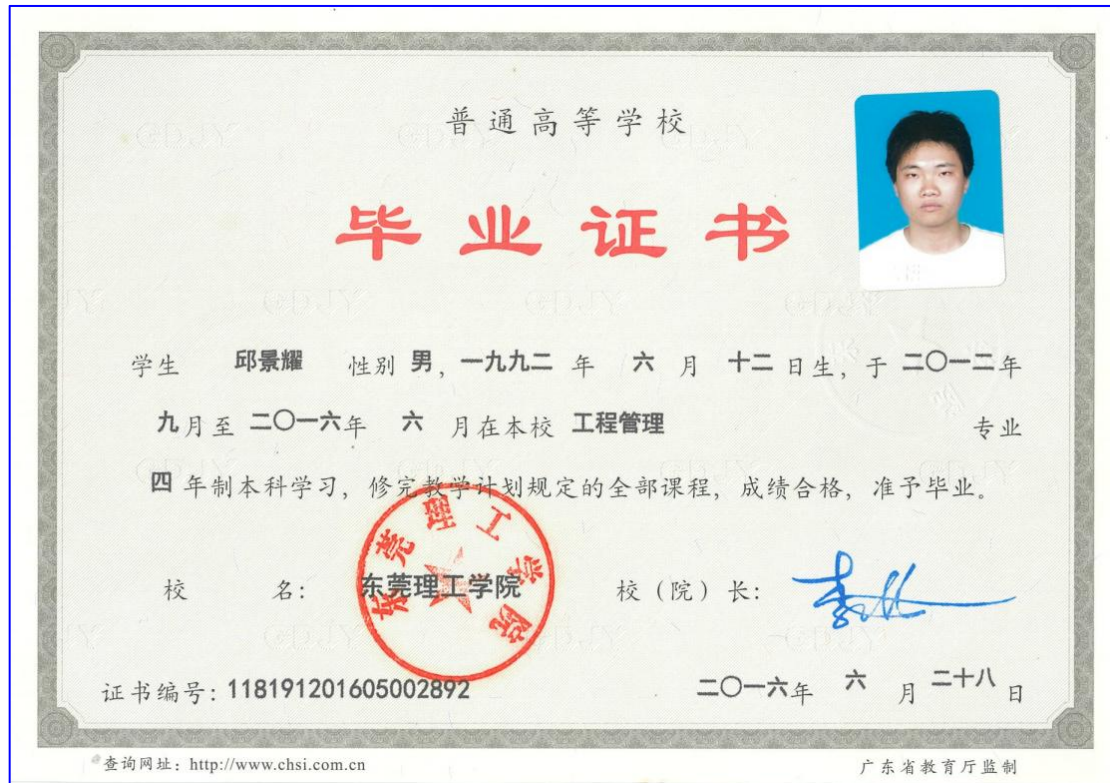 普通高等学校
毕业证书
学生 邱景耀 性别 男，一九九二 年 六 月 十二 日生，于 二〇一二 年
九 月至 二〇一六 年 六 月在本校 工程管理 专业
四 年制本科学习，修完教学计划规定的全部课程，成绩合格，准予毕业。
东莞理工学院
校 名： 东莞理工学院 校（院）长：
证书编号：118191201605002892 二〇一六年 六 月 二十八 日
查询网址：http://www.chsi.com.cn 广东省教育厅监制